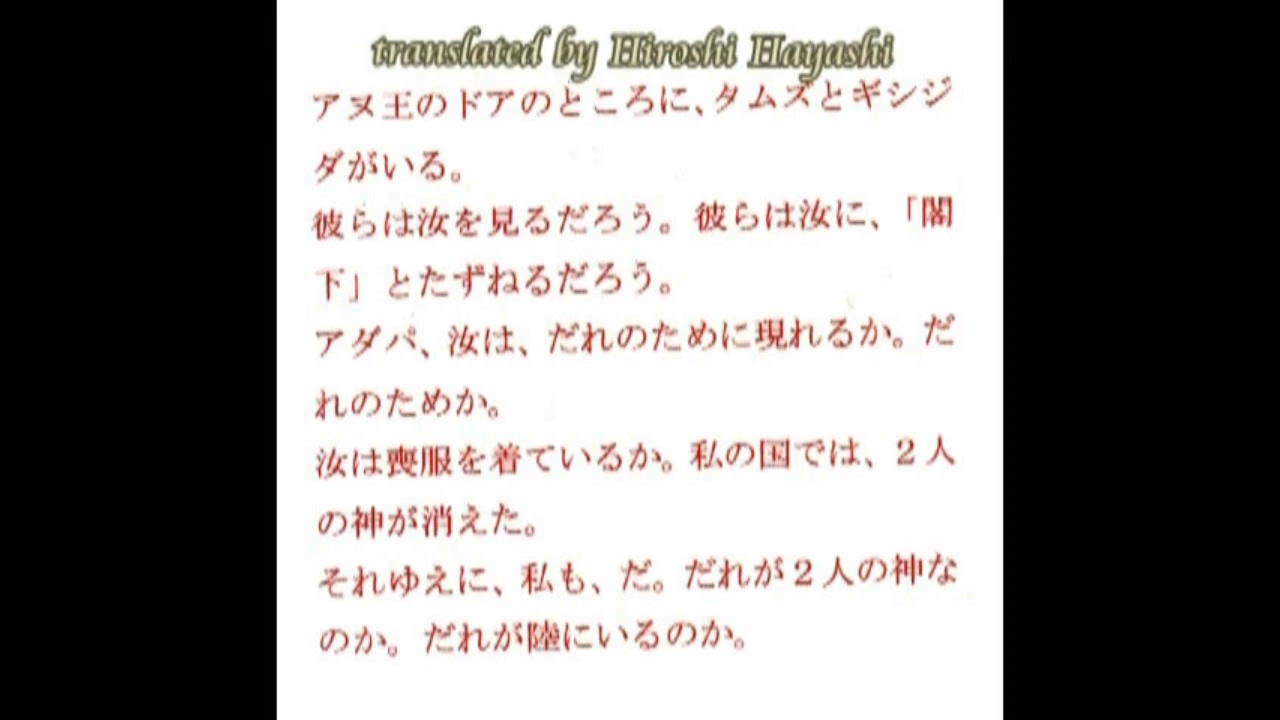 translated by Hiroshi Hayashi
アヌ王のドアのところに、タムズとギシジ
ダがいる。
彼らは汝を見るだろう。彼らは汝に、「閣
下」とたずねるだろう。
アダパ、汝は、だれのために現れるか。だ
れのためか。
汝は喪服を着ているか。私の国では、２人
の神が消えた。
それゆえに、私も、だ。だれが２人の神な
のか。だれが陸にいるのか。